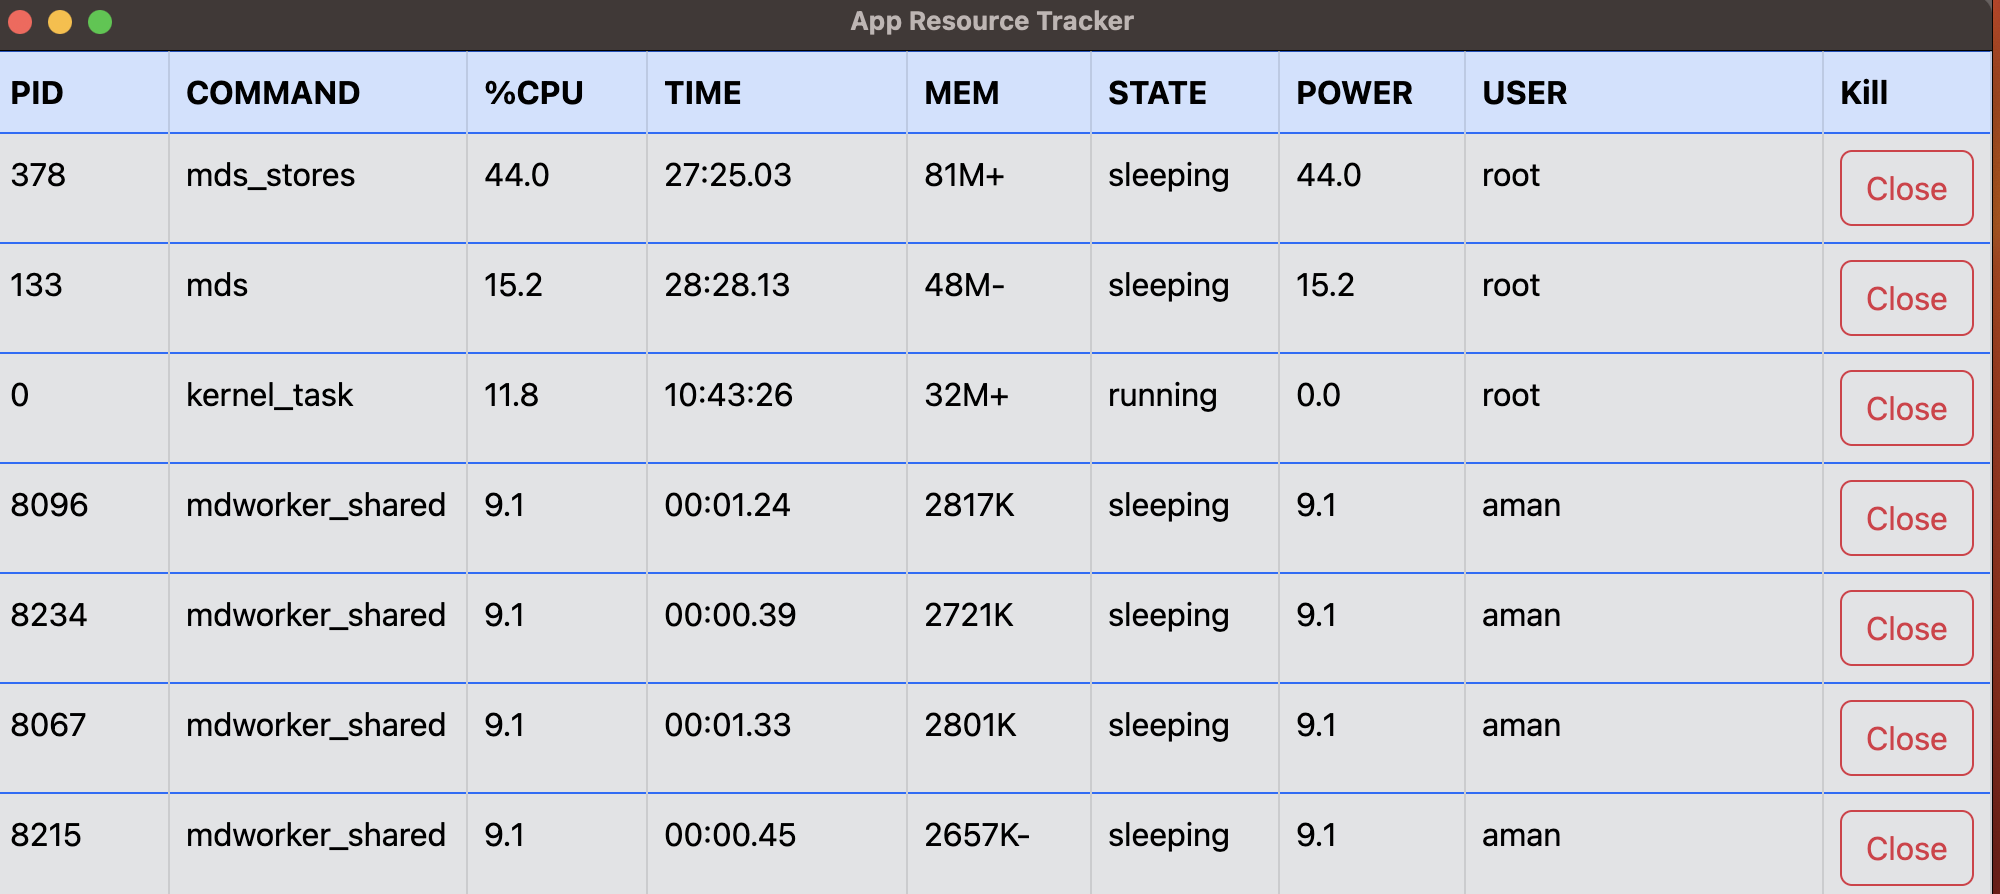 App Resource Tracker
PID COMMAND %CPU TIME MEM STATE POWER USER Kill
378 mds_stores 44.0 27:25.03 81M+ sleeping 44.0 root Close
133 mds 15.2 28:28.13 48M- sleeping 15.2 root Close
0 kernel_task 11.8 10:43:26 32M+ running 0.0 root Close
8096 mdworker_shared 9.1 00:01.24 2817K sleeping 9.1 aman Close
8234 mdworker_shared 9.1 00:00.39 2721K sleeping 9.1 aman Close
8067 mdworker_shared 9.1 00:01.33 2801K sleeping 9.1 aman Close
8215 mdworker_shared 9.1 00:00.45 2657K- sleeping 9.1 aman Close